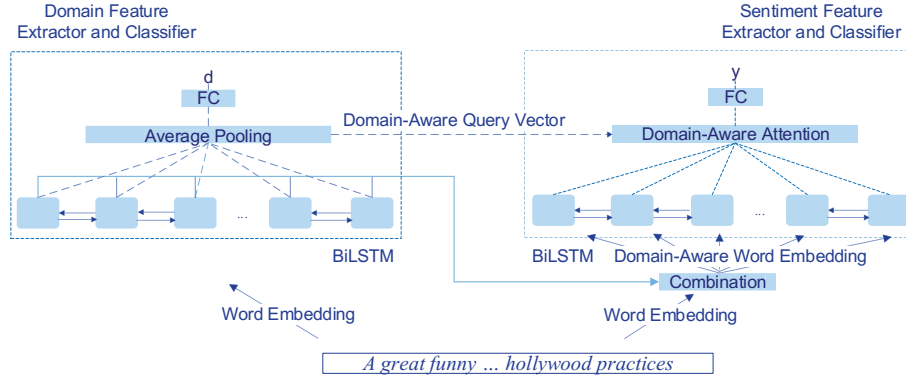 Domain Feature
Extractor and Classifier
d
FC
Average Pooling
...
BiLSTM
Domain-Aware Query Vector
Sentiment Feature
Extractor and Classifier
y
FC
Domain-Aware Attention
...
BiLSTM
Domain-Aware Word Embedding
Combination
Word Embedding
Word Embedding
A great funny ... hollywood practices